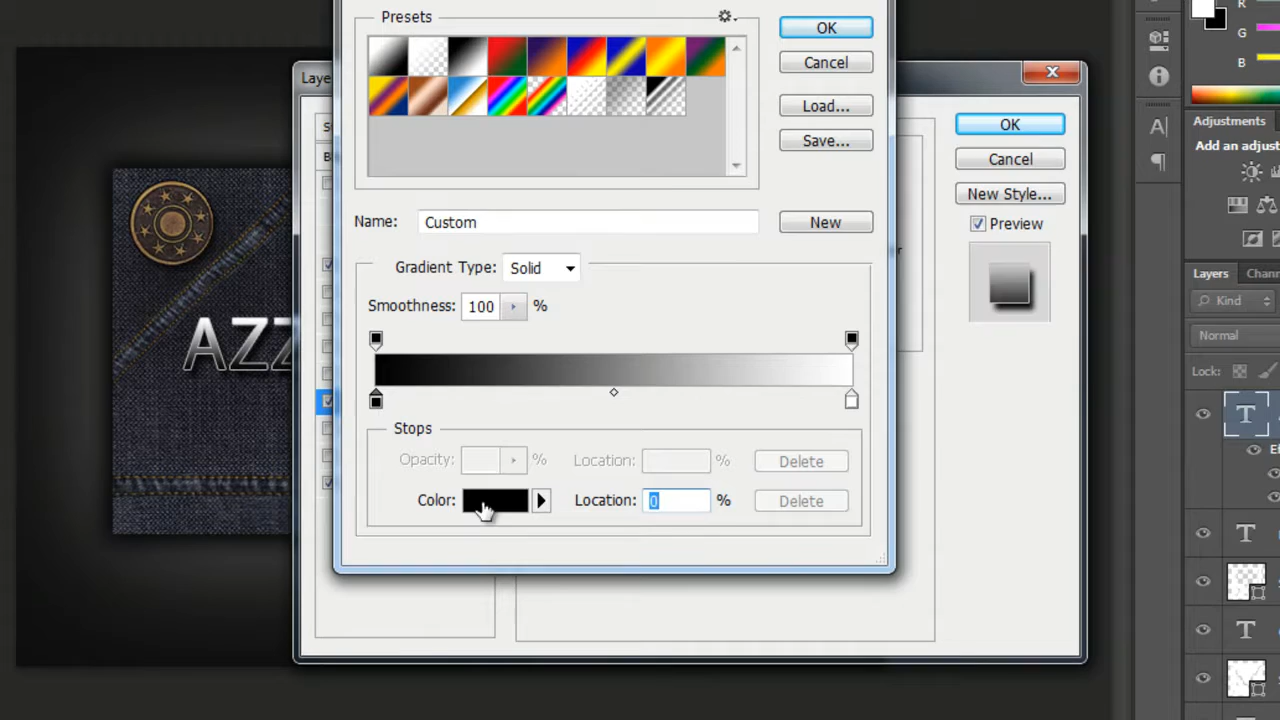 Presets
OK
Cancel
Load...
Save...
Name: Custom
New
Gradient Type: Solid
Smoothness: 100 %
Stops
Opacity: %
Location: %
Delete
Color:
Location: 0 %
Delete
OK
Cancel
New Style...
Preview
R
G
B
Adjustments
Add an adjust
Layers
Chann
Kind
Normal
Lock:
T
T
T
A
AZZ